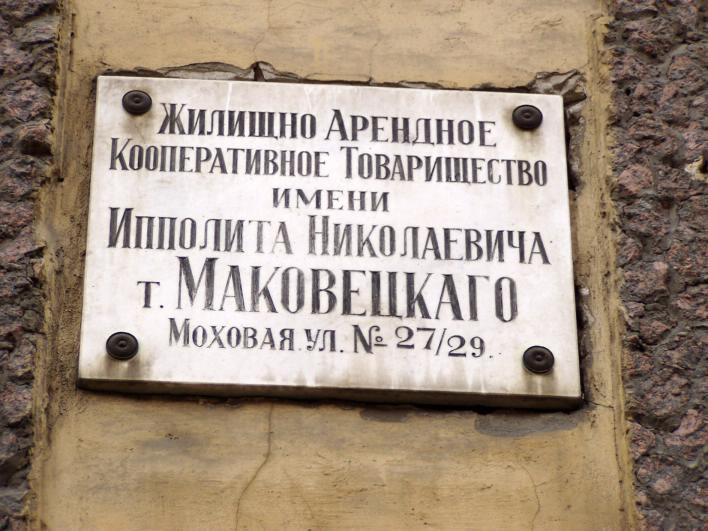 Жилищно Арендное
Кооперативное Товарищество
имени
Ипполита Николаевича
т. Маковецкаго
Моховая ул. № 27/29.